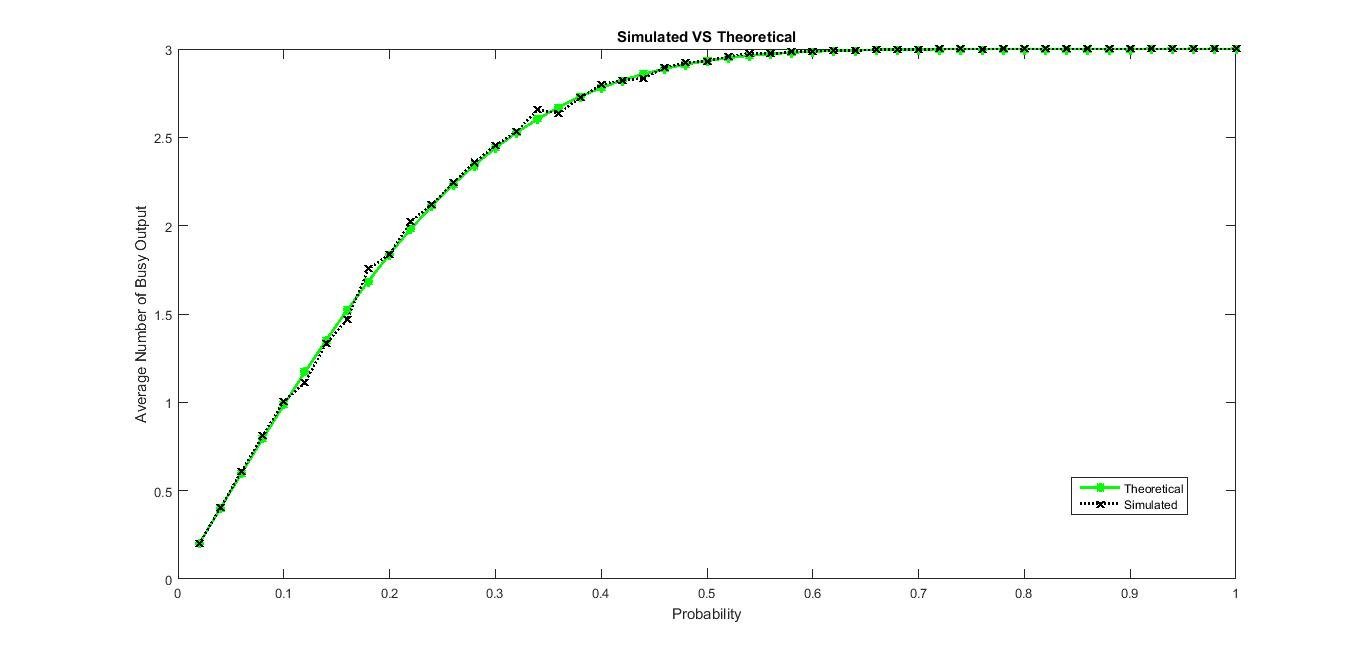 Simulated VS Theoretical
Average Number of Busy Output
3
2.5
2
1.5
1
0.5
0
0 0.1 0.2 0.3 0.4 0.5 0.6 0.7 0.8 0.9 1
Probability
Theoretical
Simulated